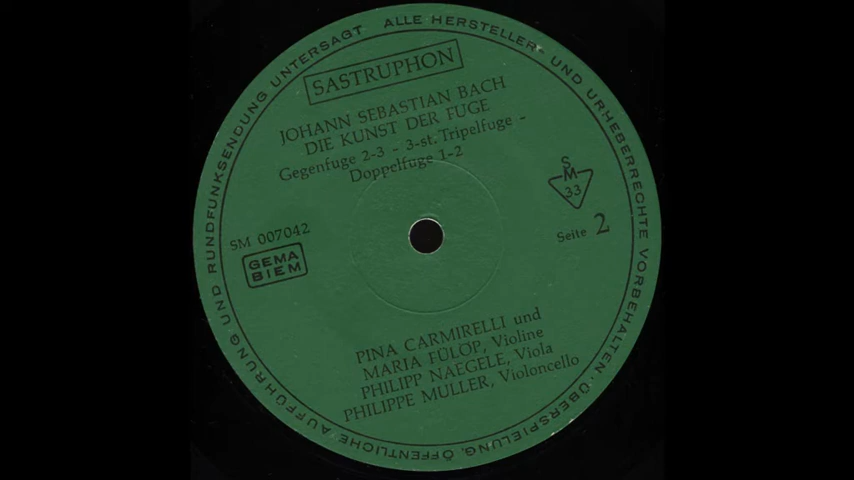 ALLE HERSTELLER- UND URHEBERRECHTE VORBEHALTEN. ÜBERSPIELUNG, ÖFFENTLICHE AUFFÜHRUNG UND RUNDFUNKSENDUNG UNTERSAGT
SASTRUPHON
JOHANN SEBASTIAN BACH
DIE KUNST DER FUGE
Gegenfuge 2-3 - 3-st. Tripelfuge -
Doppelfuge 1-2
SM 33
SM 007042
Seite 2
GEMA
BIEM
PINA CARMIRELLI und
MARIA FÜLOP, Violine
PHILIPP NAEGELE, Viola
PHILIPPE MULLER, Violoncello